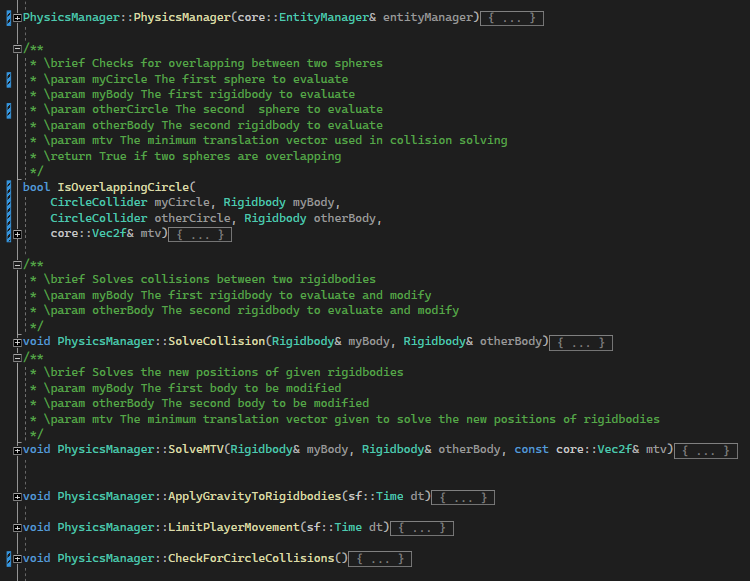 PhysicsManager::PhysicsManager(core::EntityManager& entityManager){ ... }
/**
* \brief Checks for overlapping between two spheres
* \param myCircle The first sphere to evaluate
* \param myBody The first rigidbody to evaluate
* \param otherCircle The second  sphere to evaluate
* \param otherBody The second rigidbody to evaluate
* \param mtv The minimum translation vector used in collision solving
* \return True if two spheres are overlapping
*/
bool IsOverlappingCircle(
CircleCollider myCircle, Rigidbody myBody,
CircleCollider otherCircle, Rigidbody otherBody,
core::Vec2f& mtv){ ... }
/**
* \brief Solves collisions between two rigidbodies
* \param myBody The first rigidbody to evaluate and modify
* \param otherBody The second rigidbody to evaluate and modify
*/
void PhysicsManager::SolveCollision(Rigidbody& myBody, Rigidbody& otherBody){ ... }
/**
* \brief Solves the new positions of given rigidbodies
* \param myBody The first body to be modified
* \param otherBody The second body to be modified
* \param mtv The minimum translation vector given to solve the new positions of rigidbodies
*/
void PhysicsManager::SolveMTV(Rigidbody& myBody, Rigidbody& otherBody, const core::Vec2f& mtv){ ... }
void PhysicsManager::ApplyGravityToRigidbodies(sf::Time dt){ ... }
void PhysicsManager::LimitPlayerMovement(sf::Time dt){ ... }
void PhysicsManager::CheckForCircleCollisions(){ ... }